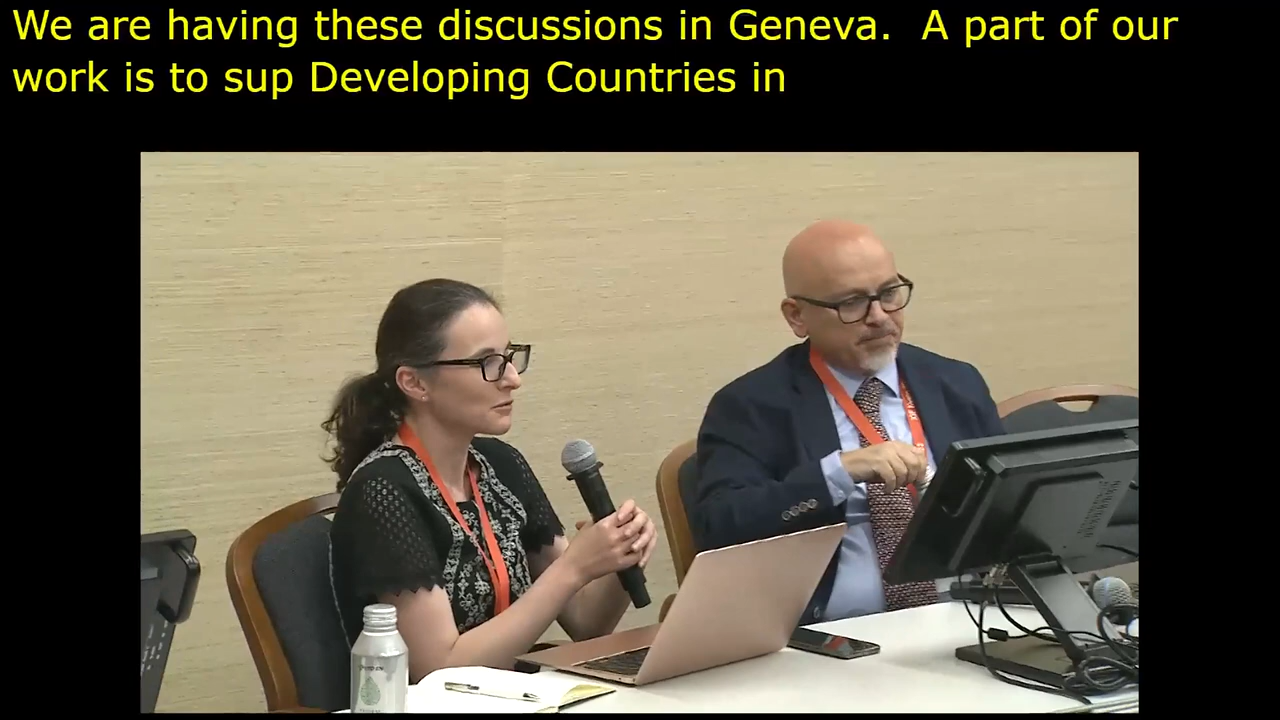 We are having these discussions in Geneva.  A part of our
work is to sup Developing Countries in